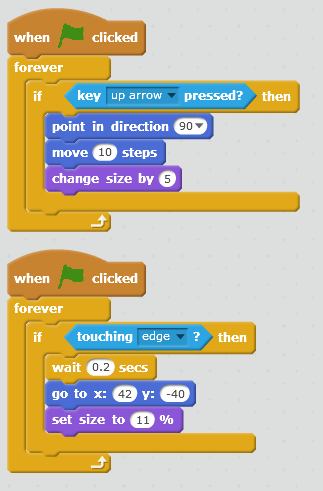 when clicked
forever
if key up arrow pressed? then
point in direction 90
move 10 steps
change size by 5
when clicked
forever
if touching edge ? then
wait 0.2 secs
go to x: 42 y: -40
set size to 11 %